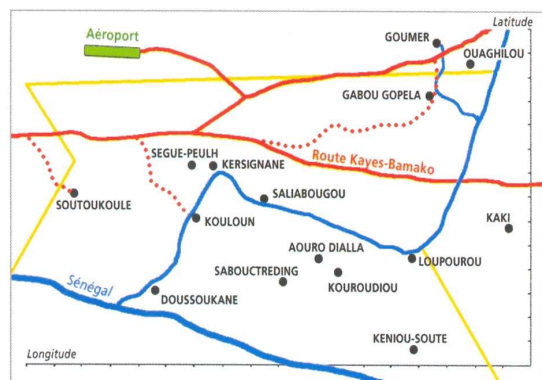 Latitude
Aéroport
GOUMER
OUAGHILOU
GABOU GOPELA
SEGUE-PEULH
KERSIGNANE
Route Kayes-Bamako
SOUTOUKOULE
SALIABOUGOU
KOULOUN
KAKI
AOURO DIALLA
LOUPOUROU
Sénégal
SABOUCTREDING
KOUROUDIOU
DOUSSOUKANE
KENIOU-SOUTE
Longitude